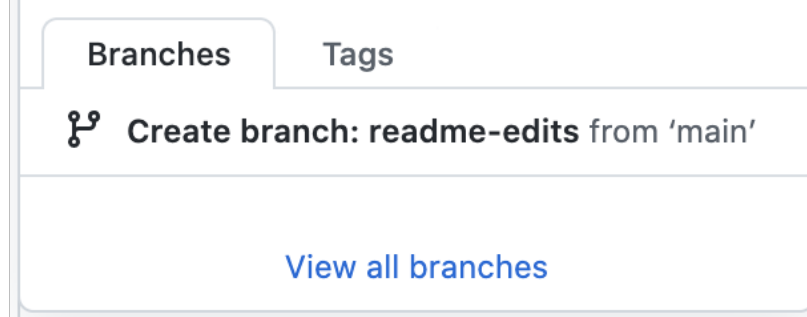 Branches Tags
Create branch: readme-edits from ‘main’
View all branches